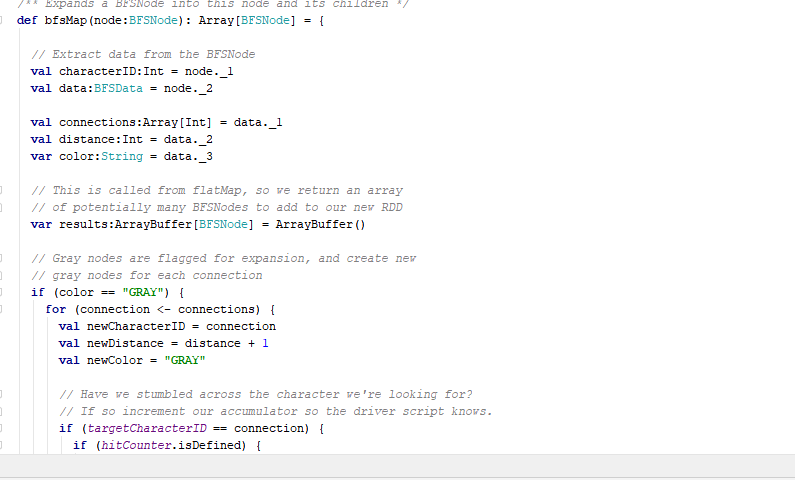 /** Expands a BFSNode into this node and its children */
def bfsMap(node:BFSNode): Array[BFSNode] = {
// Extract data from the BFSNode
val characterID:Int = node._1
val data:BFSData = node._2
val connections:Array[Int] = data._1
val distance:Int = data._2
var color:String = data._3
// This is called from flatMap, so we return an array
// of potentially many BFSNodes to add to our new RDD
var results:ArrayBuffer[BFSNode] = ArrayBuffer()
// Gray nodes are flagged for expansion, and create new
// gray nodes for each connection
if (color == "GRAY") {
for (connection <- connections) {
val newCharacterID = connection
val newDistance = distance + 1
val newColor = "GRAY"
// Have we stumbled across the character we're looking for?
// If so increment our accumulator so the driver script knows.
if (targetCharacterID == connection) {
if (hitCounter.isDefined) {